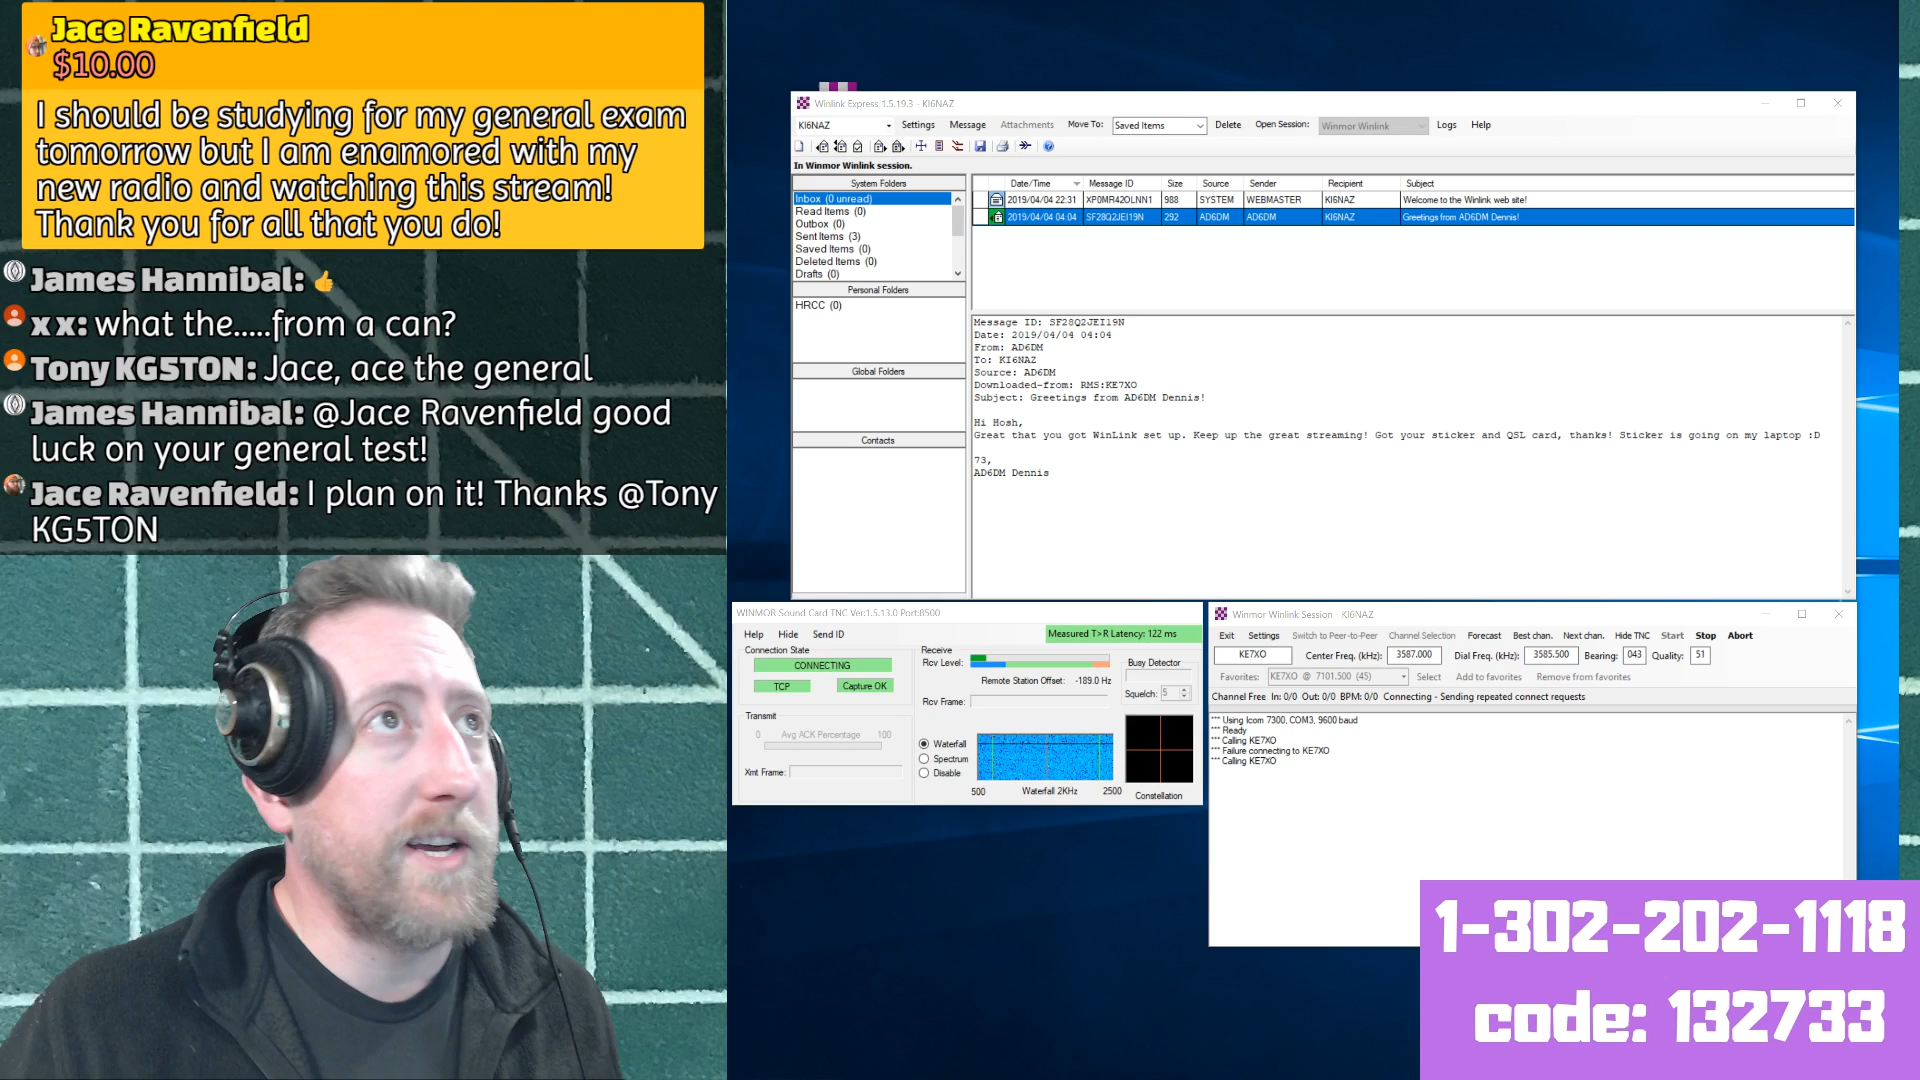 Jace Ravenfield
$10.00
I should be studying for my general exam
tomorrow but I am enamored with my
new radio and watching this stream!
Thank you for all that you do!
James Hannibal: 👍
x x: what the.....from a can?
Tony KG5TON: Jace, ace the general
James Hannibal: @Jace Ravenfield good
luck on your general test!
Jace Ravenfield: I plan on it! Thanks @Tony
KG5TON
Winlink Express 1.5.19.3 - KI6NAZ
KI6NAZ Settings Message Attachments Move To: Saved Items Delete Open Session: Winmor Winlink Logs Help
In Winmor Winlink session.
System Folders
Inbox (0 unread)
Read Items (0)
Outbox (0)
Sent Items (3)
Saved Items (0)
Deleted Items (0)
Drafts (0)
Personal Folders
HRCC (0)
Global Folders
Contacts
Date/Time Message ID Size Source Sender Recipient Subject
2019/04/04 22:31 XP0MR42OLNN1 988 SYSTEM WEBMASTER KI6NAZ Welcome to the Winlink web site!
2019/04/04 04:04 SF28Q2JEI19N 292 AD6DM AD6DM KI6NAZ Greetings from AD6DM Dennis!
Message ID: SF28Q2JEI19N
Date: 2019/04/04 04:04
From: AD6DM
To: KI6NAZ
Source: AD6DM
Downloaded-from: RMS:KE7XO
Subject: Greetings from AD6DM Dennis!
Hi Hosh,
Great that you got WinLink set up. Keep up the great streaming! Got your sticker and QSL card, thanks! Sticker is going on my laptop :D
73,
AD6DM Dennis
WINMOR Sound Card TNC Ver:1.5.13.0 Port:8500
Help Hide Send ID Measured T>R Latency: 122 ms
Connection State
CONNECTING
TCP Capture OK
Transmit
0 Avg ACK Percentage 100
Xmt Frame:
Receive
Rcv Level:
Remote Station Offset: -189.0 Hz
Rcv Frame:
Busy Detector
Squelch: 5
Waterfall
Spectrum
Disable
500 Waterfall 2KHz 2500
Constellation
Winmor Winlink Session - KI6NAZ
Exit Settings Switch to Peer-to-Peer Channel Selection Forecast Best chan. Next chan. Hide TNC Start Stop Abort
KE7XO Center Freq. (kHz): 3587.000 Dial Freq. (kHz): 3585.500 Bearing: 043 Quality: 51
Favorites: KE7XO @ 7101.500 (45) Select Add to favorites Remove from favorites
Channel Free In: 0/0 Out: 0/0 BPM: 0/0 Connecting - Sending repeated connect requests
*** Using Icom 7300, COM3, 9600 baud
*** Ready
*** Calling KE7XO
*** Failure connecting to KE7XO
*** Calling KE7XO
1-302-202-1118
code: 132733